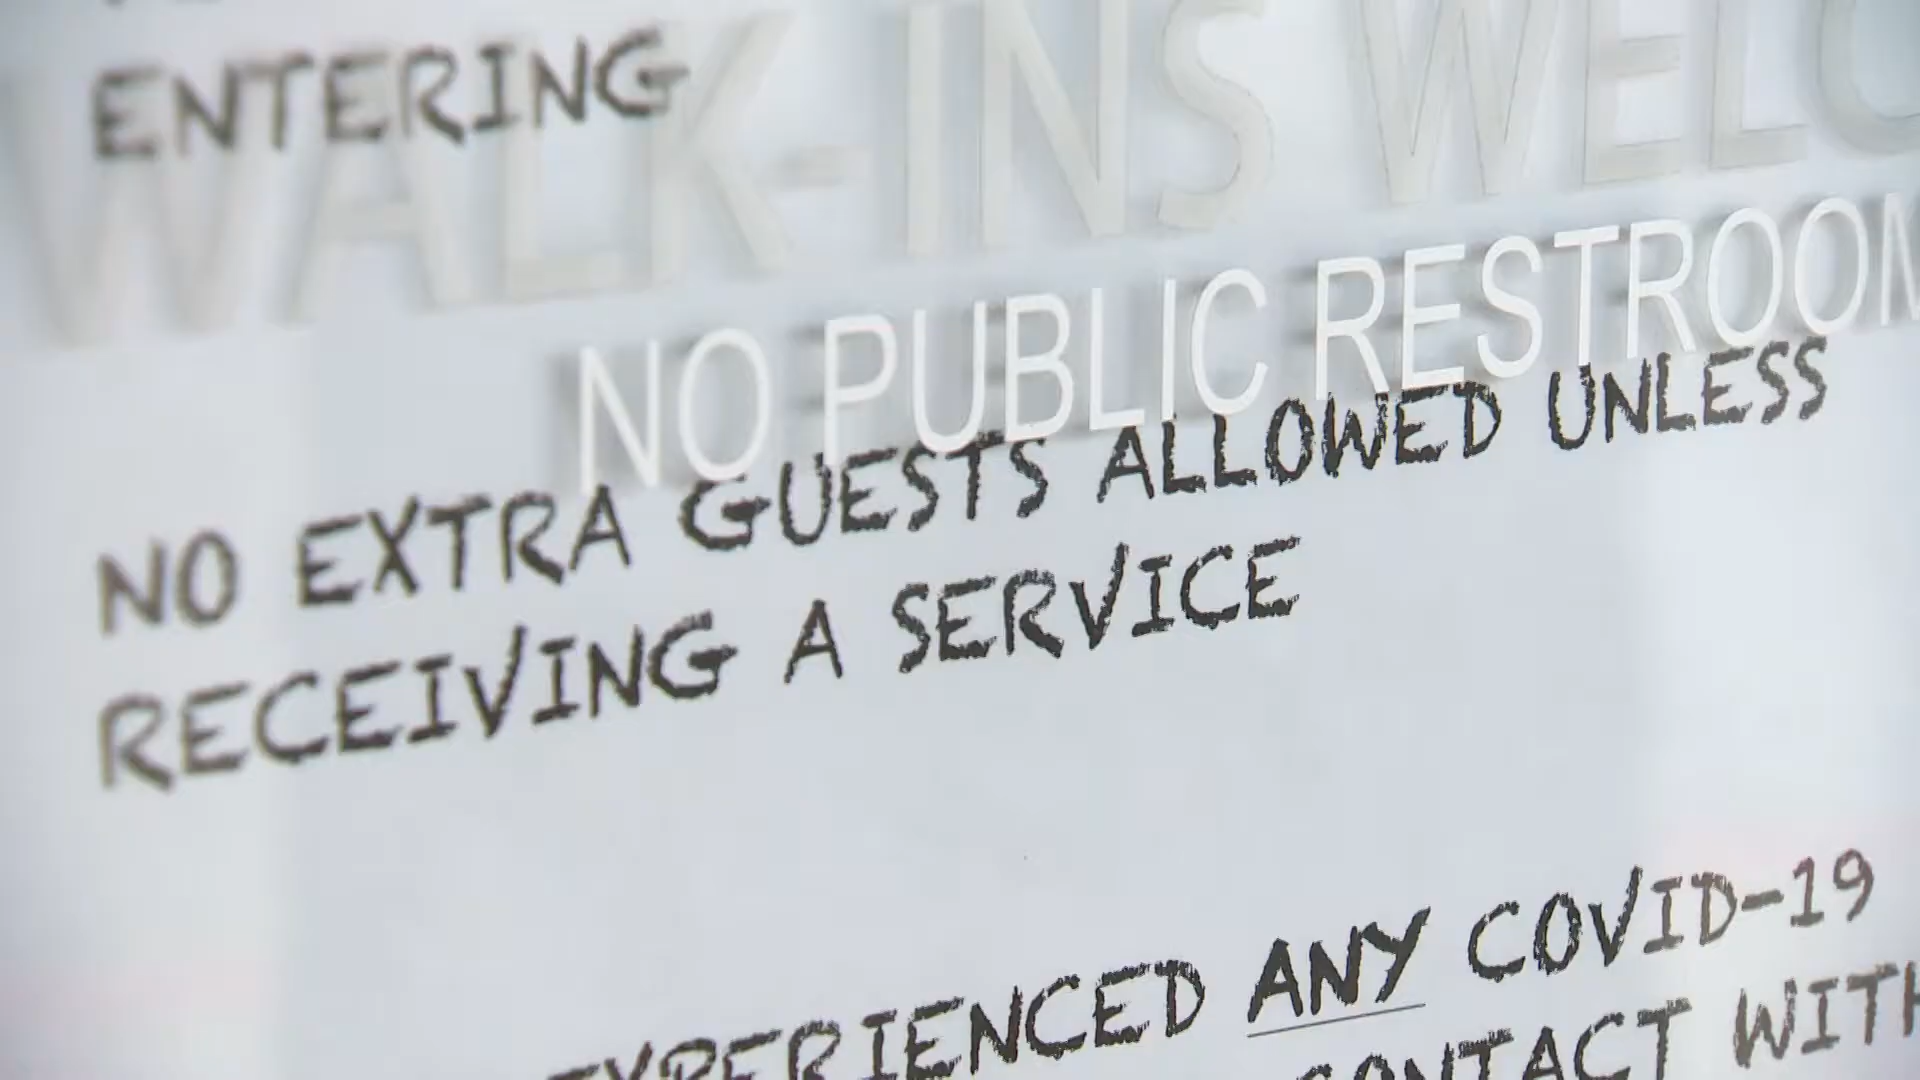 ENTERING
WALK-INS WELC
NO PUBLIC RESTROOM
NO EXTRA GUESTS ALLOWED UNLESS
RECEIVING A SERVICE
EXPERIENCED ANY COVID-19
CONTACT WITH